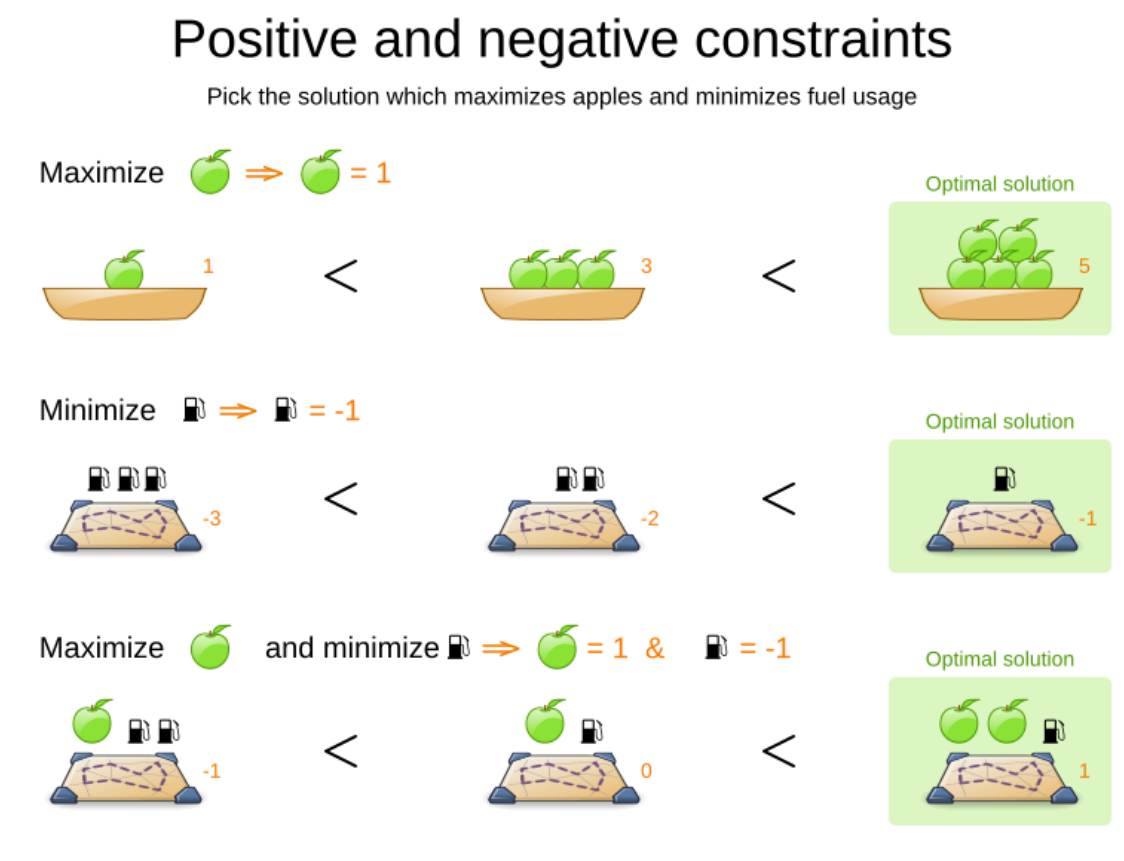 Positive and negative constraints
Pick the solution which maximizes apples and minimizes fuel usage
Maximize ⇒ = 1
Optimal solution
1 < 3 < 5
Minimize ⇒ = -1
Optimal solution
-3 < -2 < -1
Maximize and minimize ⇒ = 1 & = -1
Optimal solution
-1 < 0 < 1